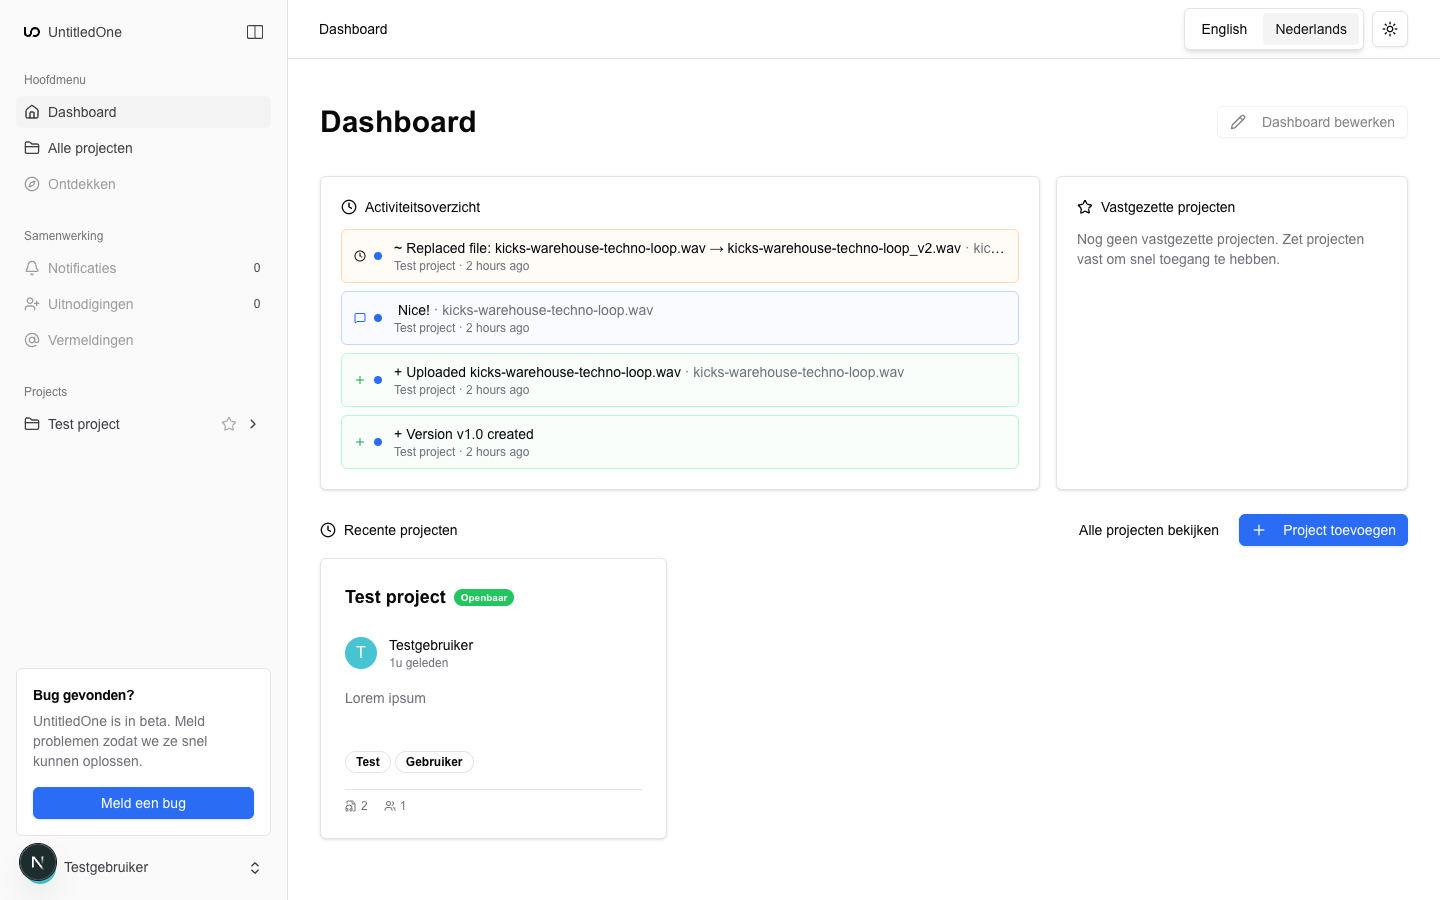 UntitledOne
Hoofdmenu
Dashboard
Alle projecten
Ontdekken
Samenwerking
Notificaties 0
Uitnodigingen 0
Vermeldingen
Projects
Test project
Bug gevonden?
UntitledOne is in beta. Meld
problemen zodat we ze snel
kunnen oplossen.
Meld een bug
N
Testgebruiker
Dashboard
English Nederlands
Dashboard
Dashboard bewerken
Activiteitsoverzicht
~ Replaced file: kicks-warehouse-techno-loop.wav → kicks-warehouse-techno-loop_v2.wav · kic...
Test project · 2 hours ago
Nice! · kicks-warehouse-techno-loop.wav
Test project · 2 hours ago
+ Uploaded kicks-warehouse-techno-loop.wav · kicks-warehouse-techno-loop.wav
Test project · 2 hours ago
+ Version v1.0 created
Test project · 2 hours ago
Vastgezette projecten
Nog geen vastgezette projecten. Zet projecten
vast om snel toegang te hebben.
Recente projecten
Alle projecten bekijken
Project toevoegen
Test project Openbaar
T
Testgebruiker
1u geleden
Lorem ipsum
Test Gebruiker
2 1